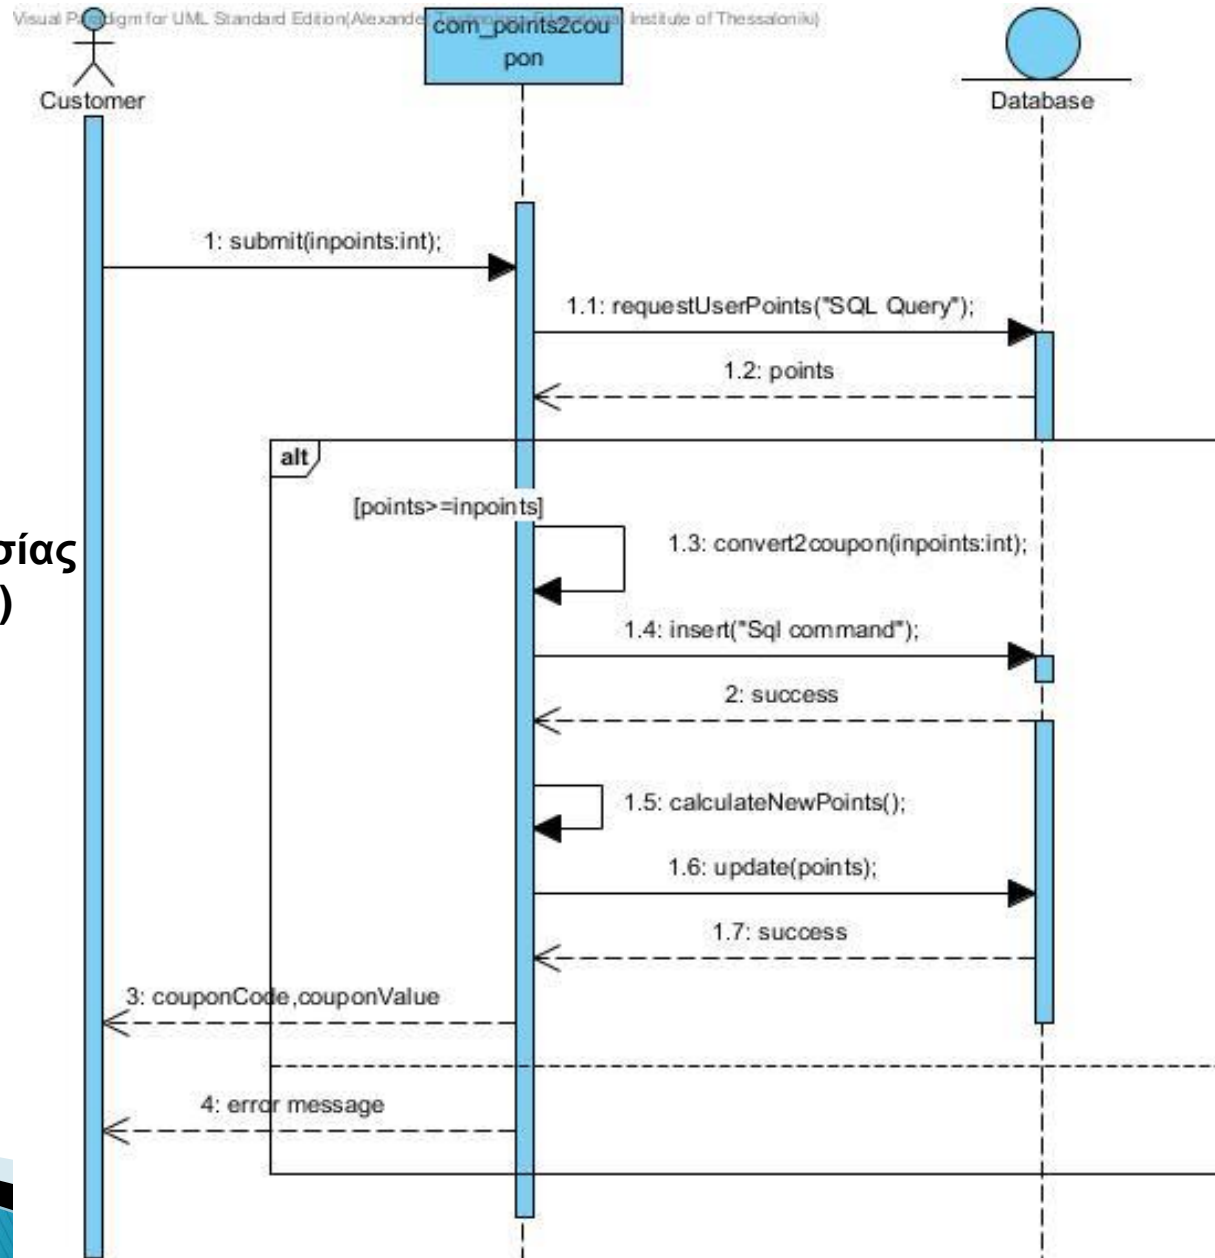 Visual Paradigm for UML Standard Edition(Alexander Technology Educational Institute of Thessaloniki)
com_points2cou
pon
Customer
Database
1: submit(inpoints:int);
1.1: requestUserPoints("SQL Query");
1.2: points
alt
[points>=inpoints]
σίας
)
1.3: convert2coupon(inpoints:int);
1.4: insert("Sql command");
2: success
1.5: calculateNewPoints();
1.6: update(points);
1.7: success
3: couponCode,couponValue
4: error message